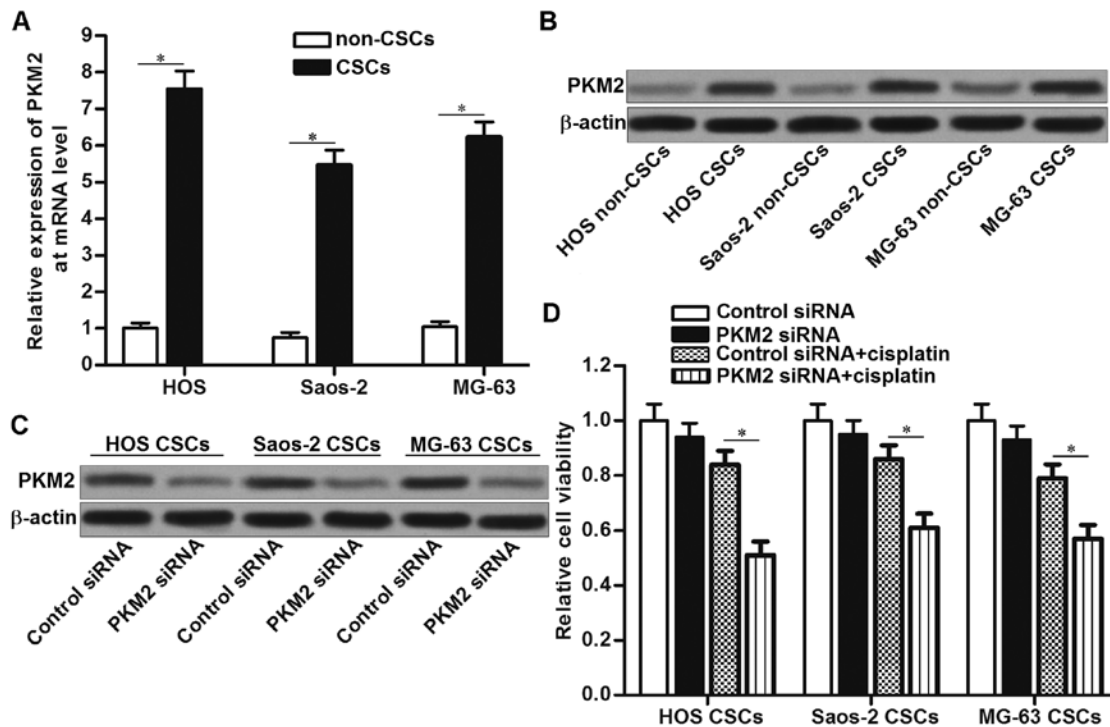 A
Relative expression of PKM2
at mRNA level
9
8
7
6
5
4
3
2
1
0
non-CSCs
CSCs
*
*
*
HOS
Saos-2
MG-63
B
PKM2
β-actin
HOS non-CSCs
HOS CSCs
Saos-2 non-CSCs
Saos-2 CSCs
MG-63 non-CSCs
MG-63 CSCs
C
HOS CSCs
Saos-2 CSCs
MG-63 CSCs
PKM2
β-actin
Control siRNA
PKM2 siRNA
Control siRNA
PKM2 siRNA
Control siRNA
PKM2 siRNA
D
Control siRNA
PKM2 siRNA
Control siRNA+cisplatin
PKM2 siRNA+cisplatin
Relative cell viability
1.2
1.0
0.8
0.6
0.4
0.2
0.0
*
*
*
HOS CSCs
Saos-2 CSCs
MG-63 CSCs